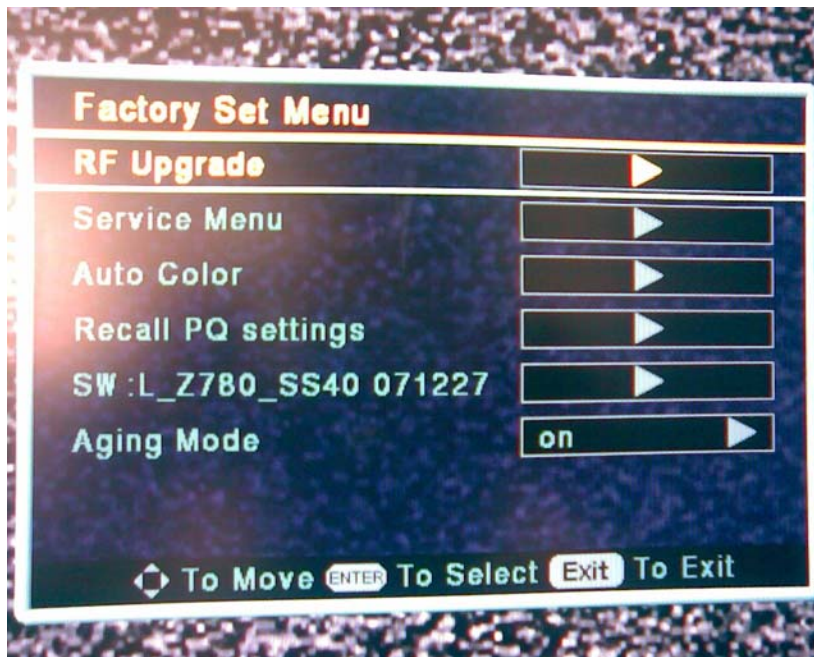 Factory Set Menu
RF Upgrade
Service Menu
Auto Color
Recall PQ settings
SW :L_Z780_SS40 071227
Aging Mode on
To Move ENTER To Select Exit To Exit